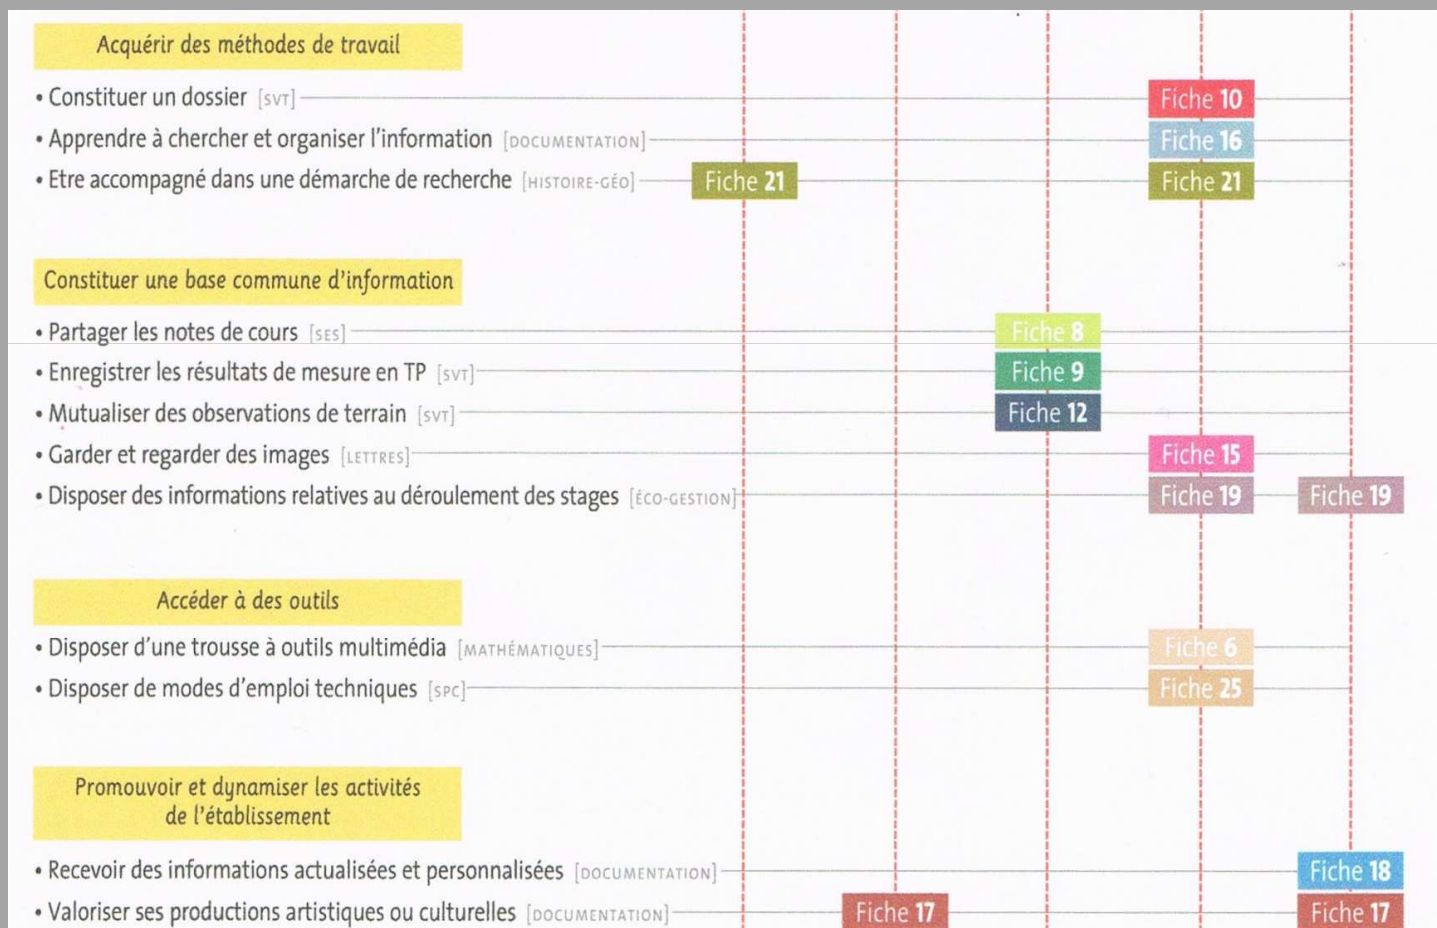 Acquérir des méthodes de travail
• Constituer un dossier [SVT] Fiche 10
• Apprendre à chercher et organiser l'information [DOCUMENTATION] Fiche 16
• Etre accompagné dans une démarche de recherche [HISTOIRE-GÉO] Fiche 21 Fiche 21
Constituer une base commune d'information
• Partager les notes de cours [SES] Fiche 8
• Enregistrer les résultats de mesure en TP [SVT] Fiche 9
• Mutualiser des observations de terrain [SVT] Fiche 12
• Garder et regarder des images [LETTRES] Fiche 15
• Disposer des informations relatives au déroulement des stages [ÉCO-GESTION] Fiche 19 Fiche 19
Accéder à des outils
• Disposer d'une trousse à outils multimédia [MATHÉMATIQUES] Fiche 6
• Disposer de modes d'emploi techniques [SPC] Fiche 25
Promouvoir et dynamiser les activités
de l'établissement
• Recevoir des informations actualisées et personnalisées [DOCUMENTATION] Fiche 18
• Valoriser ses productions artistiques ou culturelles [DOCUMENTATION] Fiche 17 Fiche 17